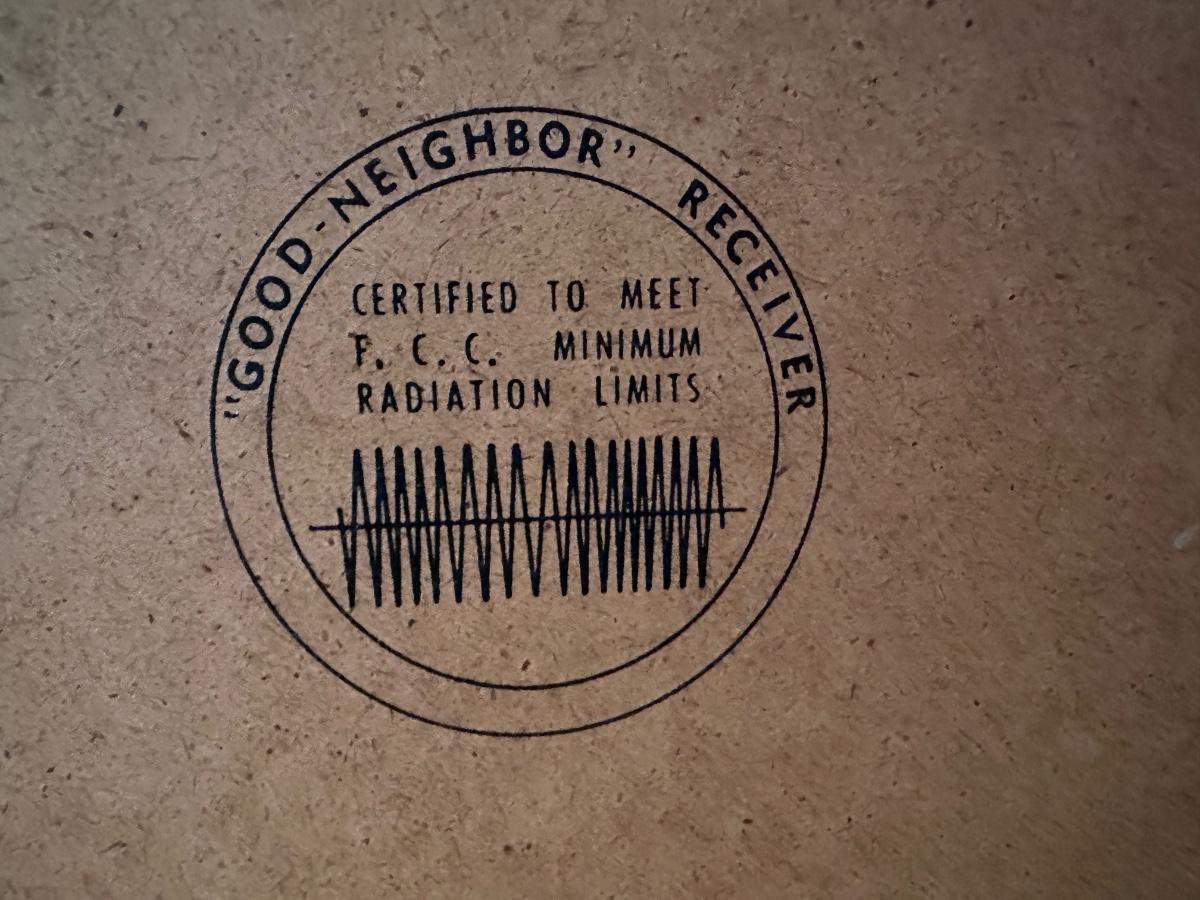 "GOOD-NEIGHBOR" RECEIVER
CERTIFIED TO MEET
F. C. C. MINIMUM
RADIATION LIMITS